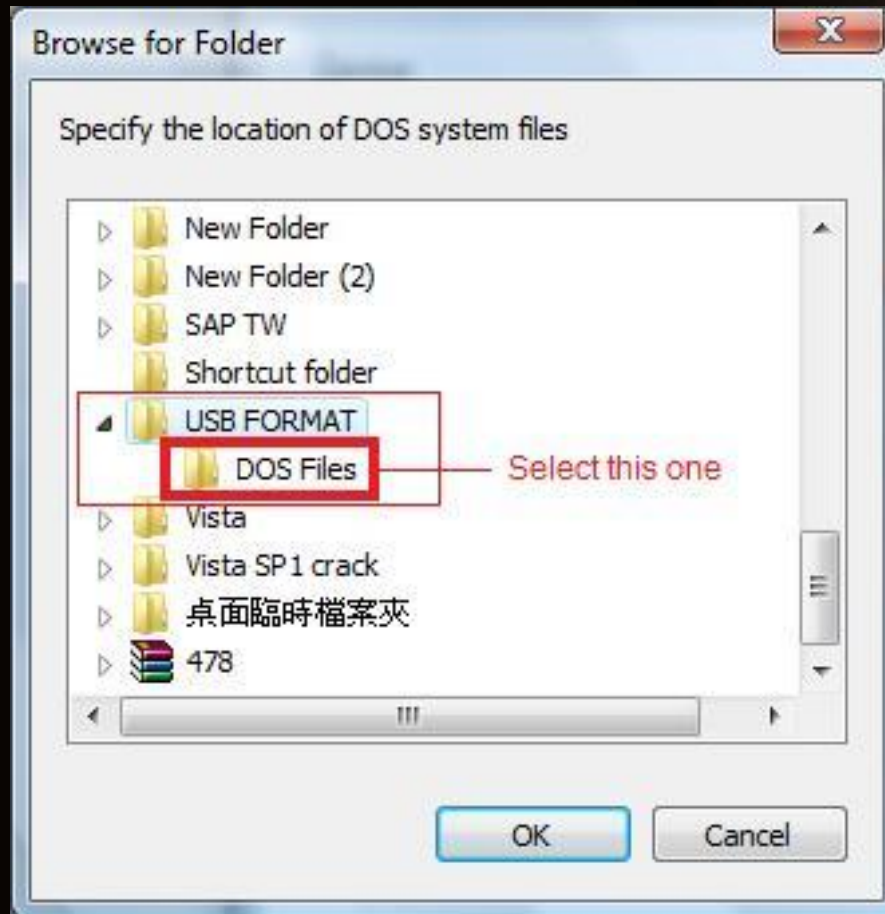 Browse for Folder
Specify the location of DOS system files
New Folder
New Folder (2)
SAP TW
Shortcut folder
USB FORMAT
DOS Files
Select this one
Vista
Vista SP1 crack
桌面臨時檔案夾
478
OK
Cancel